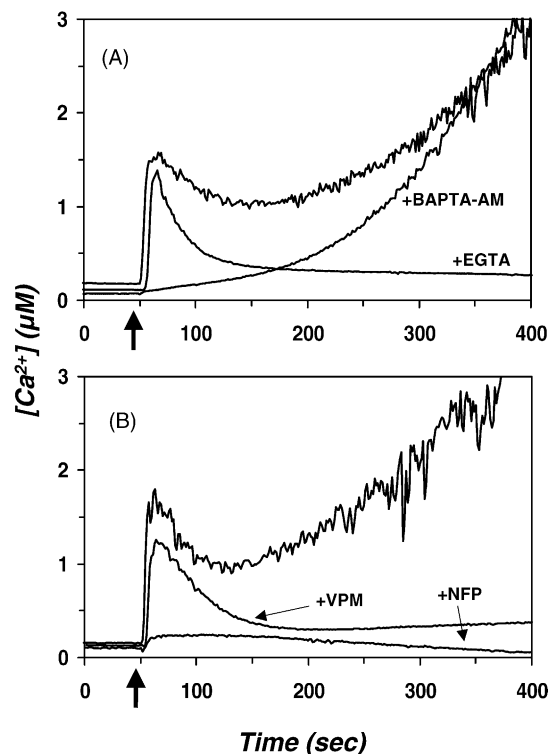 3
(A)
2
+BAPTA-AM
1
+EGTA
0
0 100 200 300 400
[Ca2+] (µM)
3
(B)
2
1
+VPM +NFP
0
0 100 200 300 400
Time (sec)